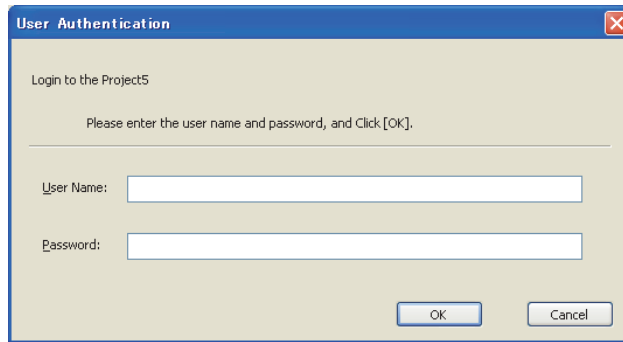 User Authentication
Login to the Project5
Please enter the user name and password, and Click [OK].
User Name:
Password:
OK Cancel